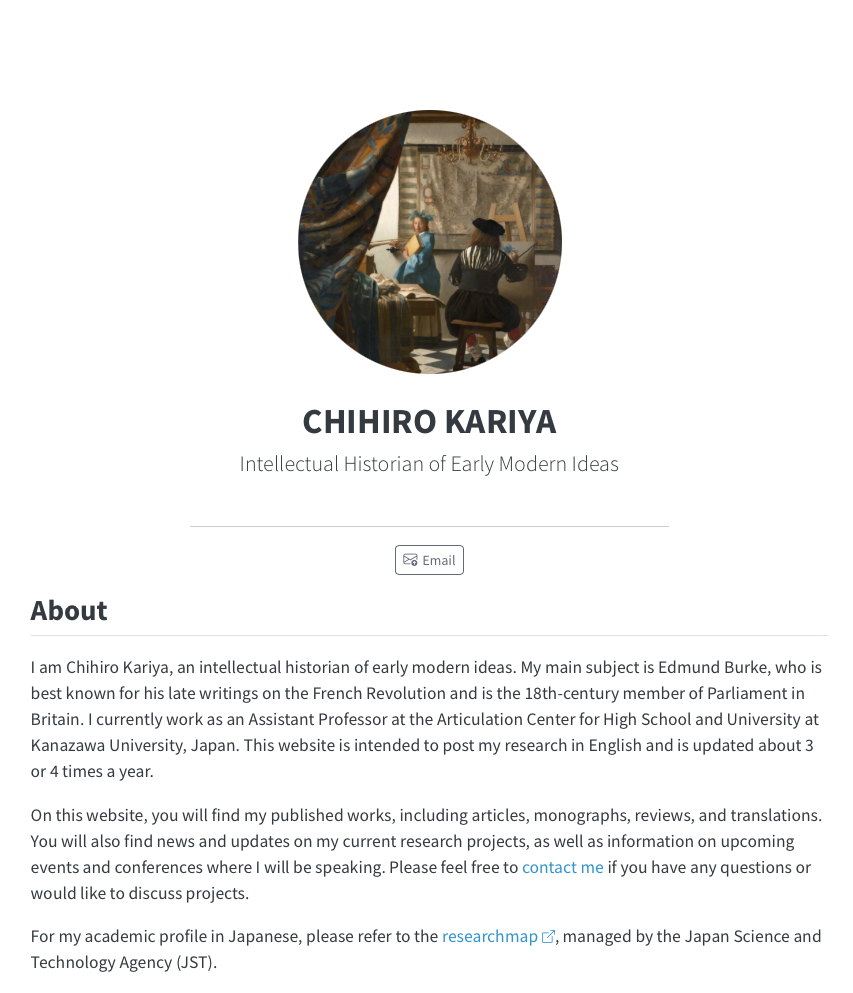 CHIHIRO KARIYA
Intellectual Historian of Early Modern Ideas
Email
About
I am Chihiro Kariya, an intellectual historian of early modern ideas. My main subject is Edmund Burke, who is
best known for his late writings on the French Revolution and is the 18th-century member of Parliament in
Britain. I currently work as an Assistant Professor at the Articulation Center for High School and University at
Kanazawa University, Japan. This website is intended to post my research in English and is updated about 3
or 4 times a year.
On this website, you will find my published works, including articles, monographs, reviews, and translations.
You will also find news and updates on my current research projects, as well as information on upcoming
events and conferences where I will be speaking. Please feel free to contact me if you have any questions or
would like to discuss projects.
For my academic profile in Japanese, please refer to the researchmap, managed by the Japan Science and
Technology Agency (JST).